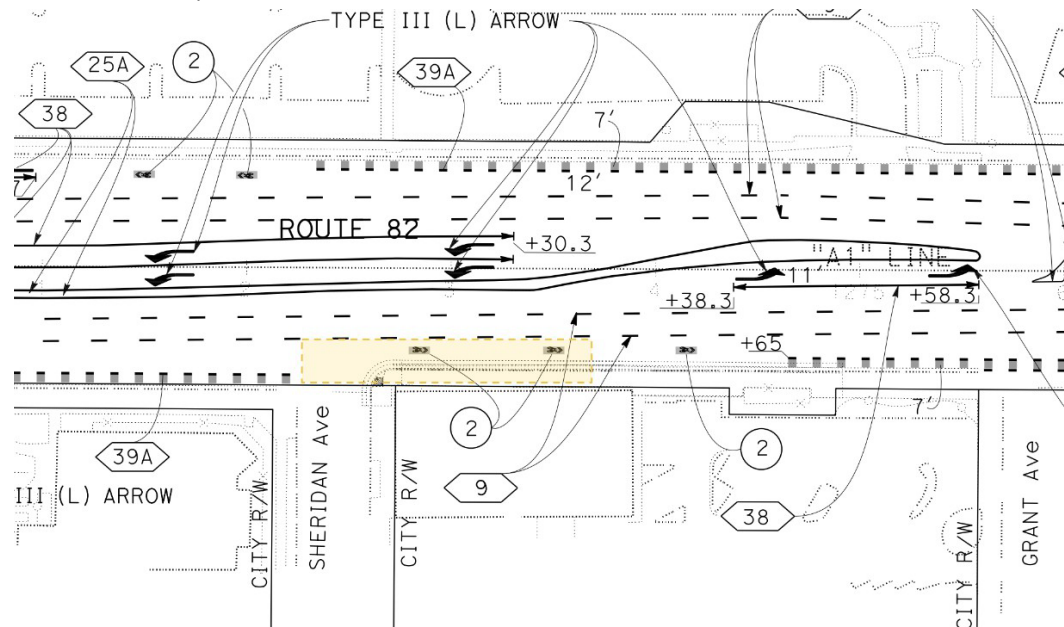 TYPE III (L) ARROW
25A
2
39A
38
7'
12'
ROUTE 82
+30.3
"A1" LINE
11'
+38.3
+58.3
+65
2
2
7'
39A
9
38
III (L) ARROW
CITY R/W
SHERIDAN Ave
CITY R/W
CITY R/W
GRANT Ave